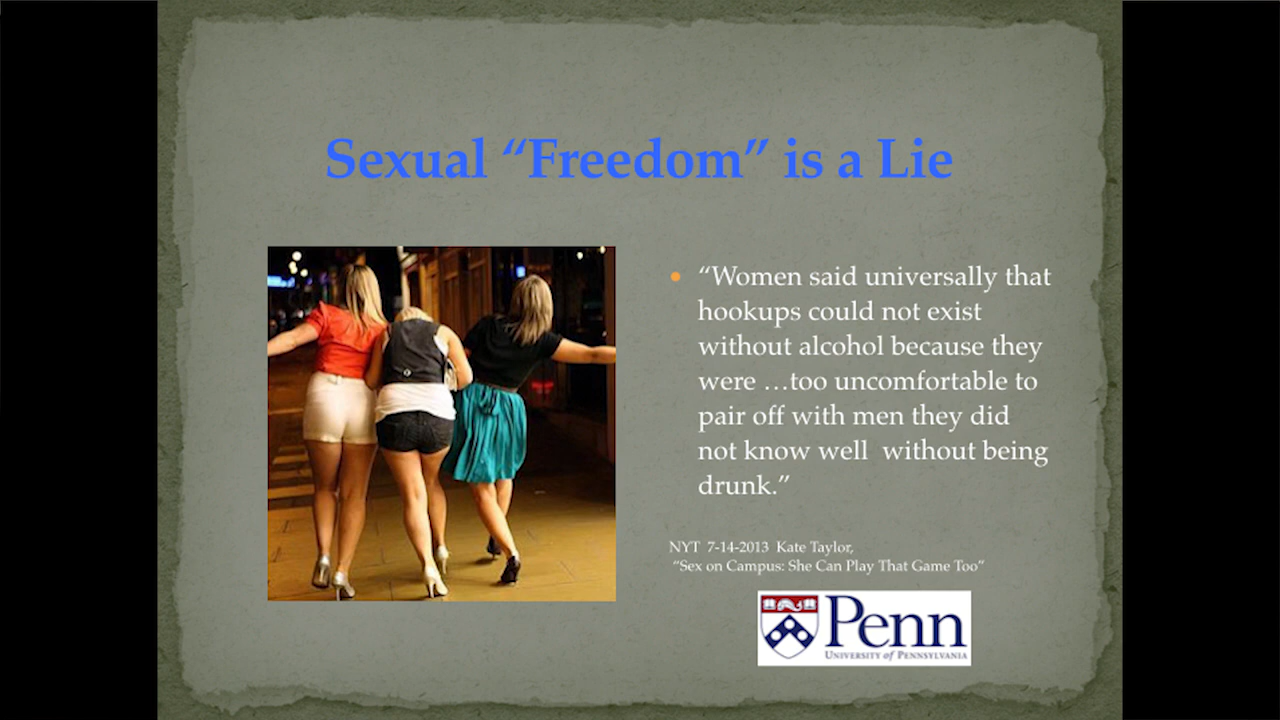 Sexual “Freedom” is a Lie
“Women said universally that
hookups could not exist
without alcohol because they
were …too uncomfortable to
pair off with men they did
not know well  without being
drunk.”
NYT  7-14-2013  Kate Taylor,
“Sex on Campus: She Can Play That Game Too”
Penn
UNIVERSITY of PENNSYLVANIA